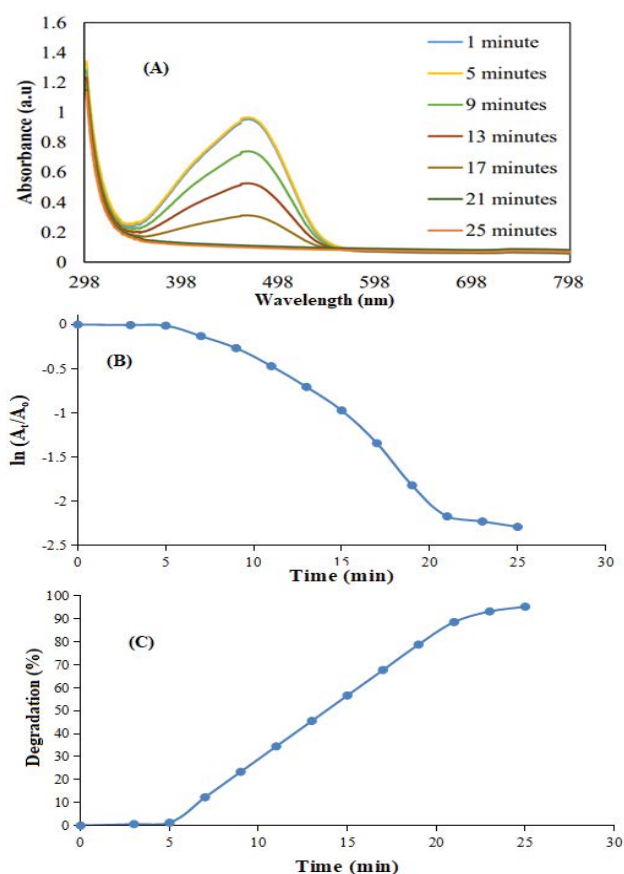 1.6
1.4
1.2
1
0.8
0.6
0.4
0.2
0
Absorbance (a.u)
(A)
1 minute
5 minutes
9 minutes
13 minutes
17 minutes
21 minutes
25 minutes
298 398 498 598 698 798
Wavelength (nm)
0
-0.5
-1
-1.5
-2
-2.5
ln (At/A0)
(B)
0 5 10 15 20 25 30
Time (min)
100
90
80
70
60
50
40
30
20
10
0
Degradation (%)
(C)
0 5 10 15 20 25 30
Time (min)